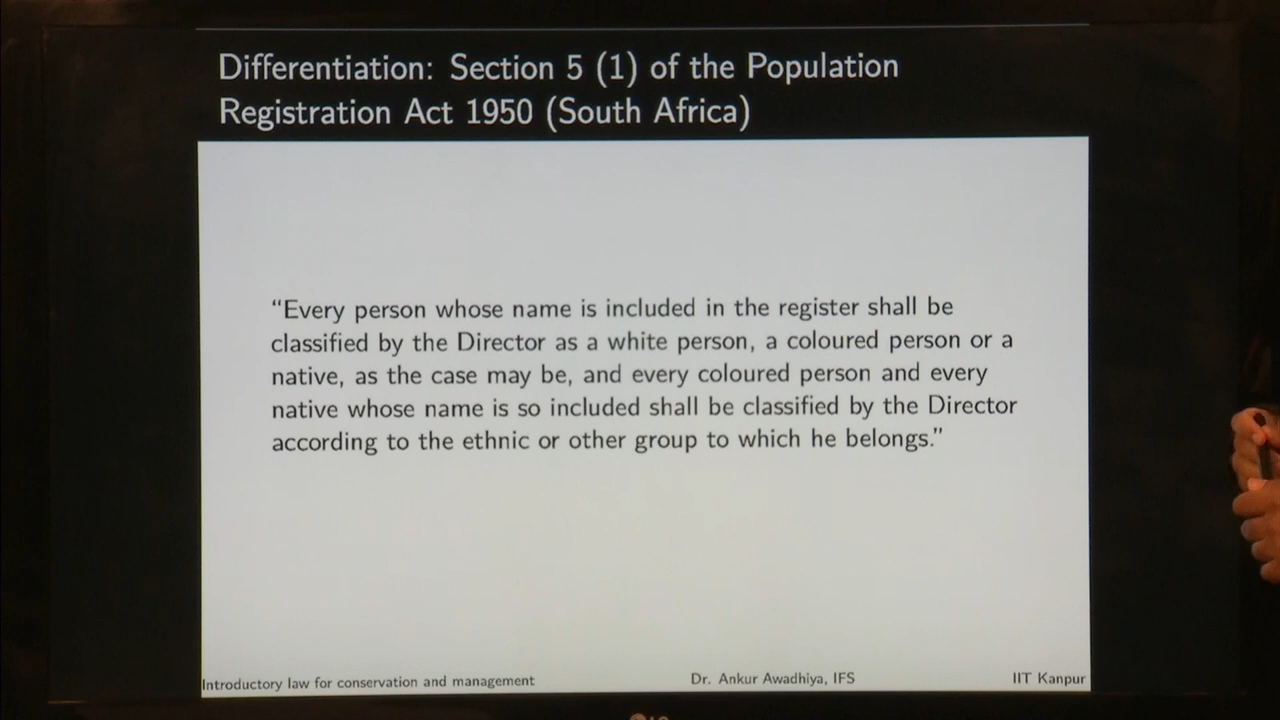 Differentiation: Section 5 (1) of the Population
Registration Act 1950 (South Africa)
“Every person whose name is included in the register shall be
classified by the Director as a white person, a coloured person or a
native, as the case may be, and every coloured person and every
native whose name is so included shall be classified by the Director
according to the ethnic or other group to which he belongs.”
Introductory law for conservation and management Dr. Ankur Awadhiya, IFS IIT Kanpur